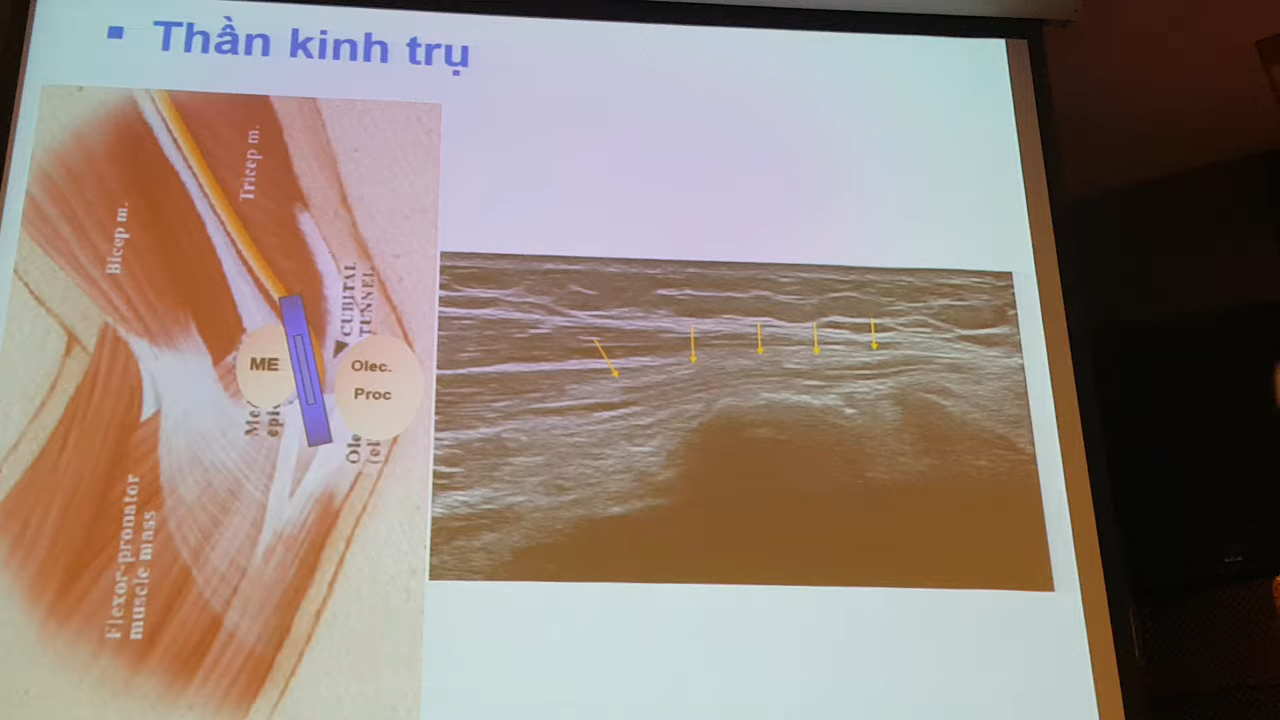 Thần kinh trụ
Tricep m.
Bicep m.
CUBITAL
TUNNEL
ME
Olec.
Proc
Flexor-pronator
muscle mass